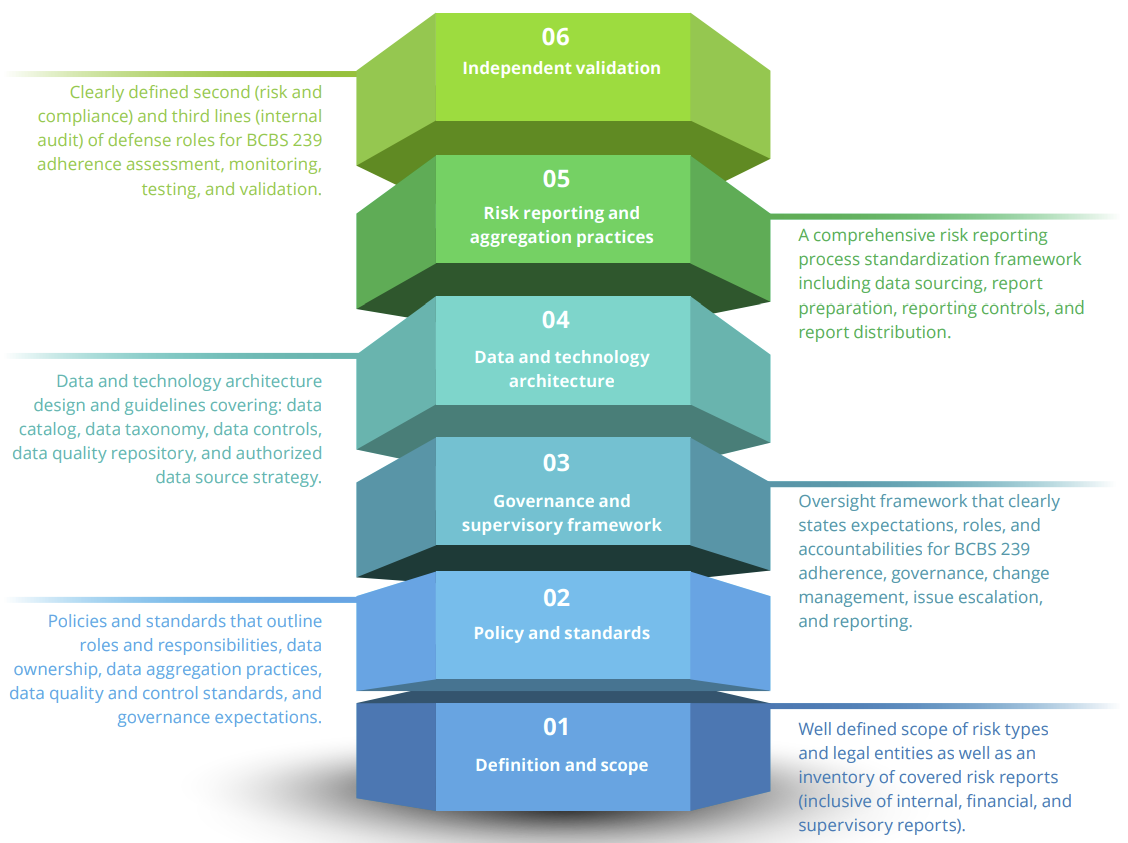 06
Independent validation
Clearly defined second (risk and
compliance) and third lines (internal
audit) of defense roles for BCBS 239
adherence assessment, monitoring,
testing, and validation.
05
Risk reporting and
aggregation practices
A comprehensive risk reporting
process standardization framework
including data sourcing, report
preparation, reporting controls, and
report distribution.
04
Data and technology
architecture
Data and technology architecture
design and guidelines covering: data
catalog, data taxonomy, data controls,
data quality repository, and authorized
data source strategy.
03
Governance and
supervisory framework
Oversight framework that clearly
states expectations, roles, and
accountabilities for BCBS 239
adherence, governance, change
management, issue escalation,
and reporting.
02
Policy and standards
Policies and standards that outline
roles and responsibilities, data
ownership, data aggregation practices,
data quality and control standards, and
governance expectations.
01
Definition and scope
Well defined scope of risk types
and legal entities as well as an
inventory of covered risk reports
(inclusive of internal, financial, and
supervisory reports).